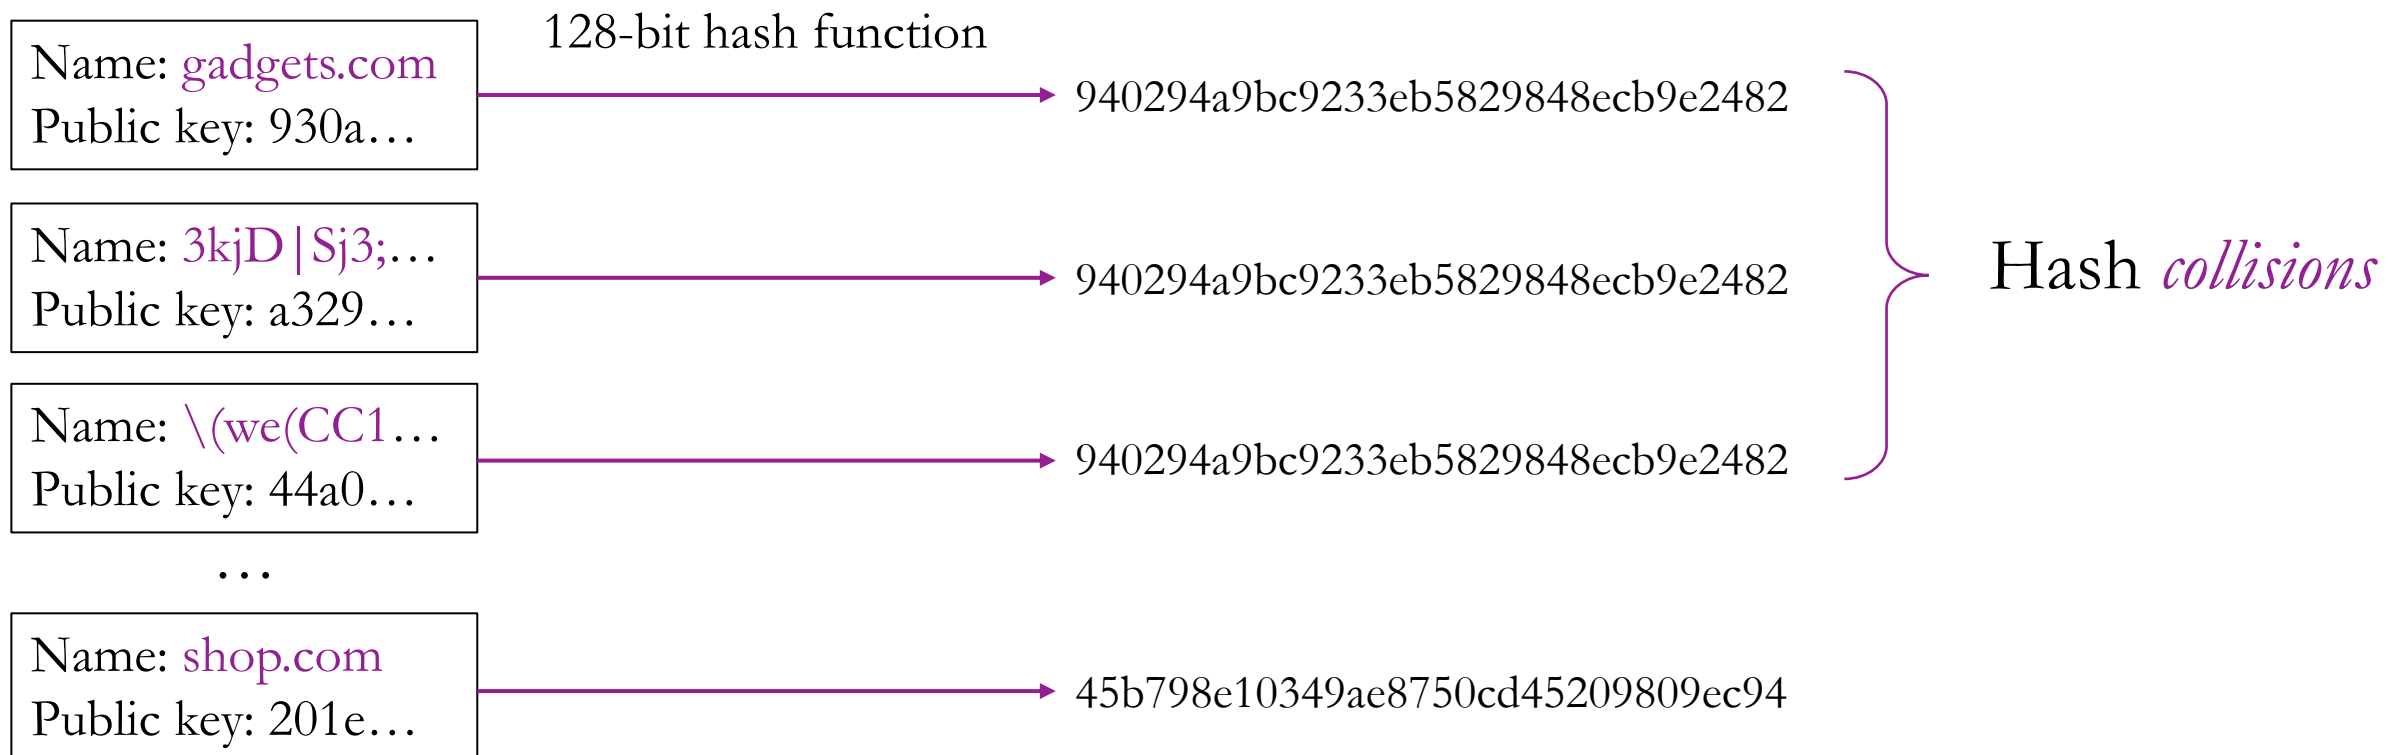 128-bit hash function
Name: gadgets.com
Public key: 930a…
940294a9bc9233eb5829848ecb9e2482
Name: 3kjD|Sj3;…
Public key: a329…
940294a9bc9233eb5829848ecb9e2482
Hash collisions
Name: \(we(CC1…
Public key: 44a0…
940294a9bc9233eb5829848ecb9e2482
…
Name: shop.com
Public key: 201e…
45b798e10349ae8750cd45209809ec94